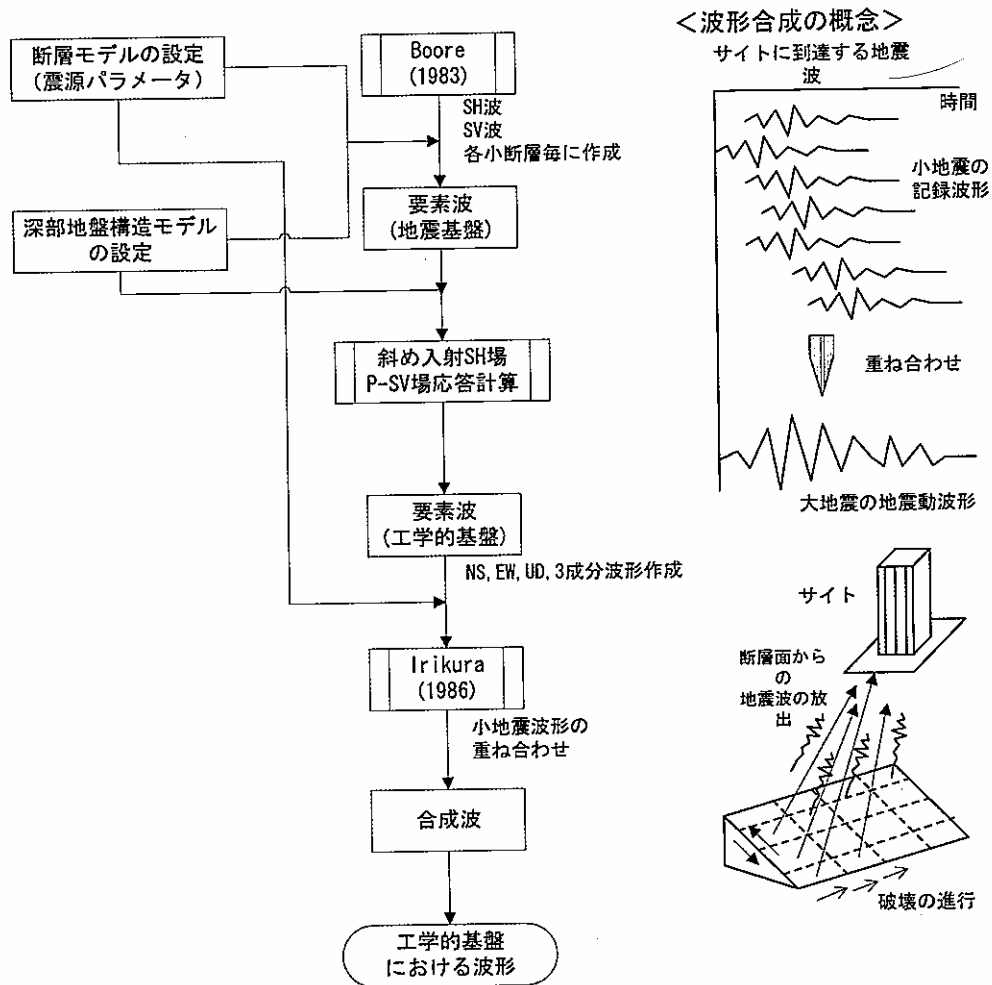 断層モデルの設定
(震源パラメータ)
Boore
(1983)
SH波
SV波
各小断層毎に作成
要素波
(地震基盤)
深部地盤構造モデル
の設定
斜め入射SH場
P-SV場応答計算
要素波
(工学的基盤)
NS, EW, UD, 3成分波形作成
Irikura
(1986)
小地震波形の
重ね合わせ
合成波
工学的基盤
における波形
＜波形合成の概念＞
サイトに到達する地震
波
時間
小地震の
記録波形
重ね合わせ
大地震の地震動波形
サイト
断層面から
の
地震波の放
出
破壊の進行